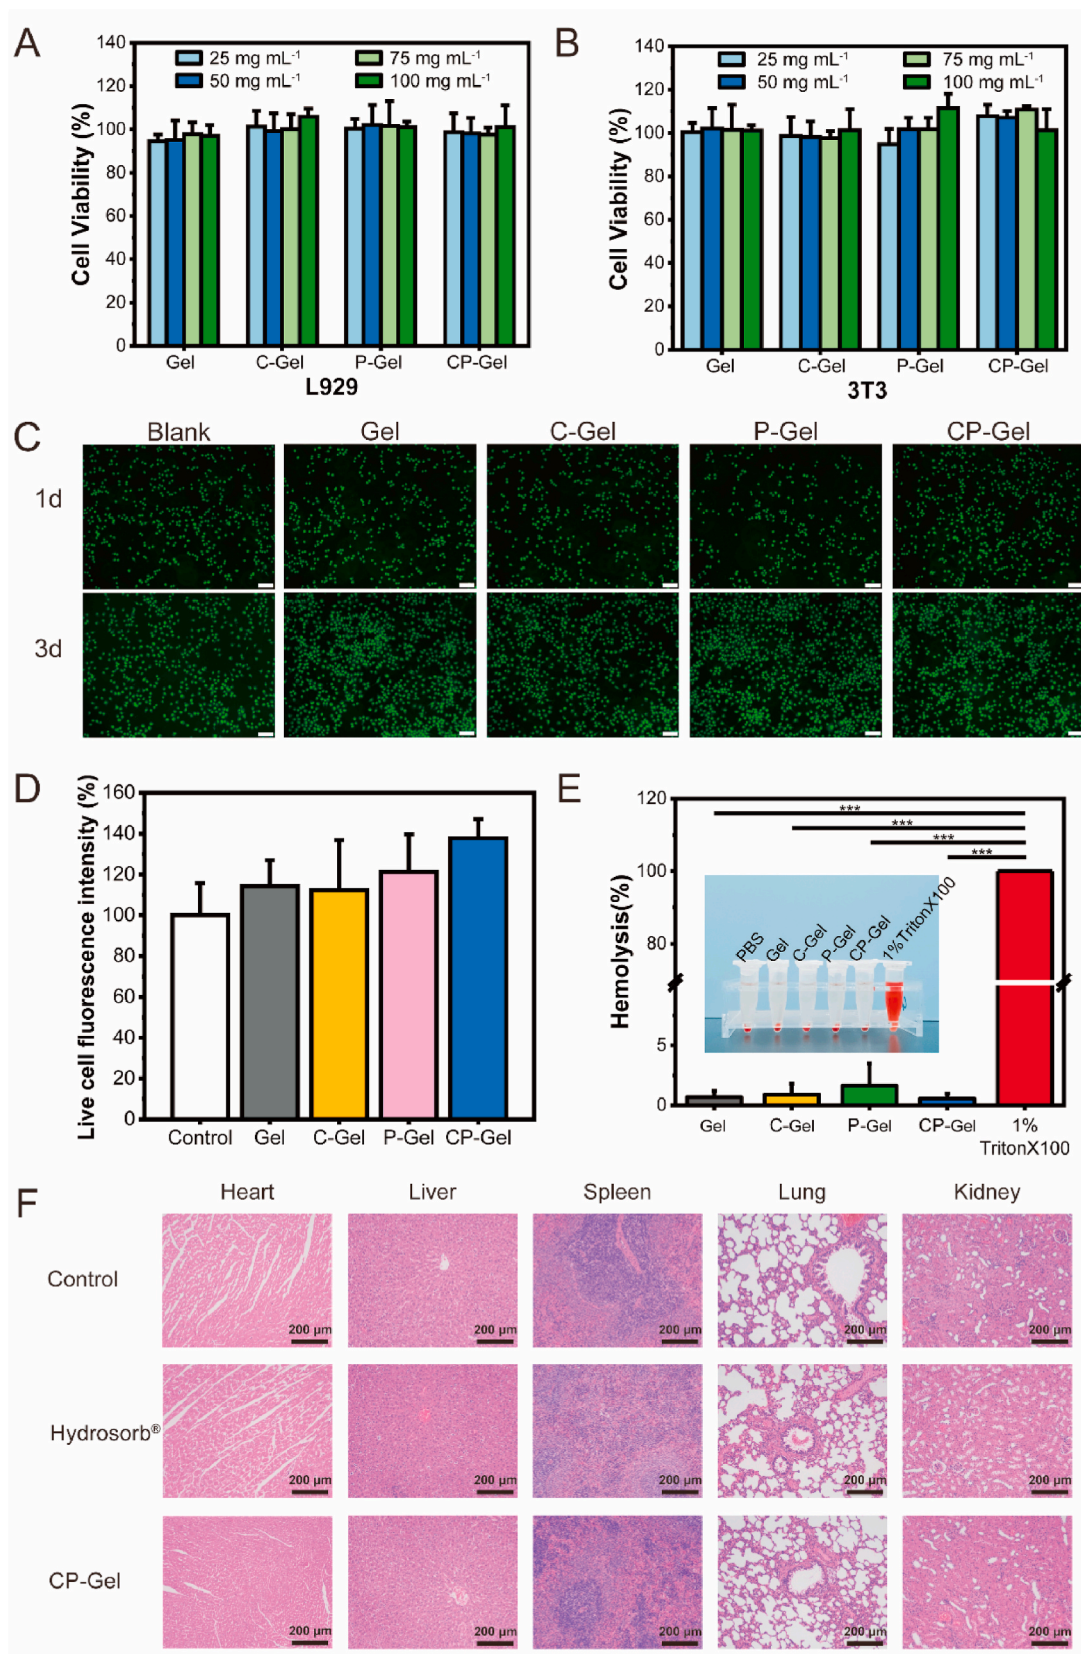 A
140
120
100
80
60
40
20
0
Cell Viability (%)
25 mg mL⁻¹
75 mg mL⁻¹
50 mg mL⁻¹
100 mg mL⁻¹
Gel
C-Gel
P-Gel
CP-Gel
L929
B
140
120
100
80
60
40
20
0
Cell Viability (%)
25 mg mL⁻¹
75 mg mL⁻¹
50 mg mL⁻¹
100 mg mL⁻¹
Gel
C-Gel
P-Gel
CP-Gel
3T3
C
Blank
Gel
C-Gel
P-Gel
CP-Gel
1d
3d
D
160
140
120
100
80
60
40
20
0
Live cell fluorescence intensity (%)
Control
Gel
C-Gel
P-Gel
CP-Gel
E
120
100
80
5
0
Hemolysis(%)
***
***
***
***
PBS
Gel
C-Gel
P-Gel
CP-Gel
1%TritonX100
Gel
C-Gel
P-Gel
CP-Gel
1%
TritonX100
F
Heart
Liver
Spleen
Lung
Kidney
Control
200 μm
200 μm
200 μm
200 μm
200 μm
Hydrosorb®
200 μm
200 μm
200 μm
200 μm
200 μm
CP-Gel
200 μm
200 μm
200 μm
200 μm
200 μm